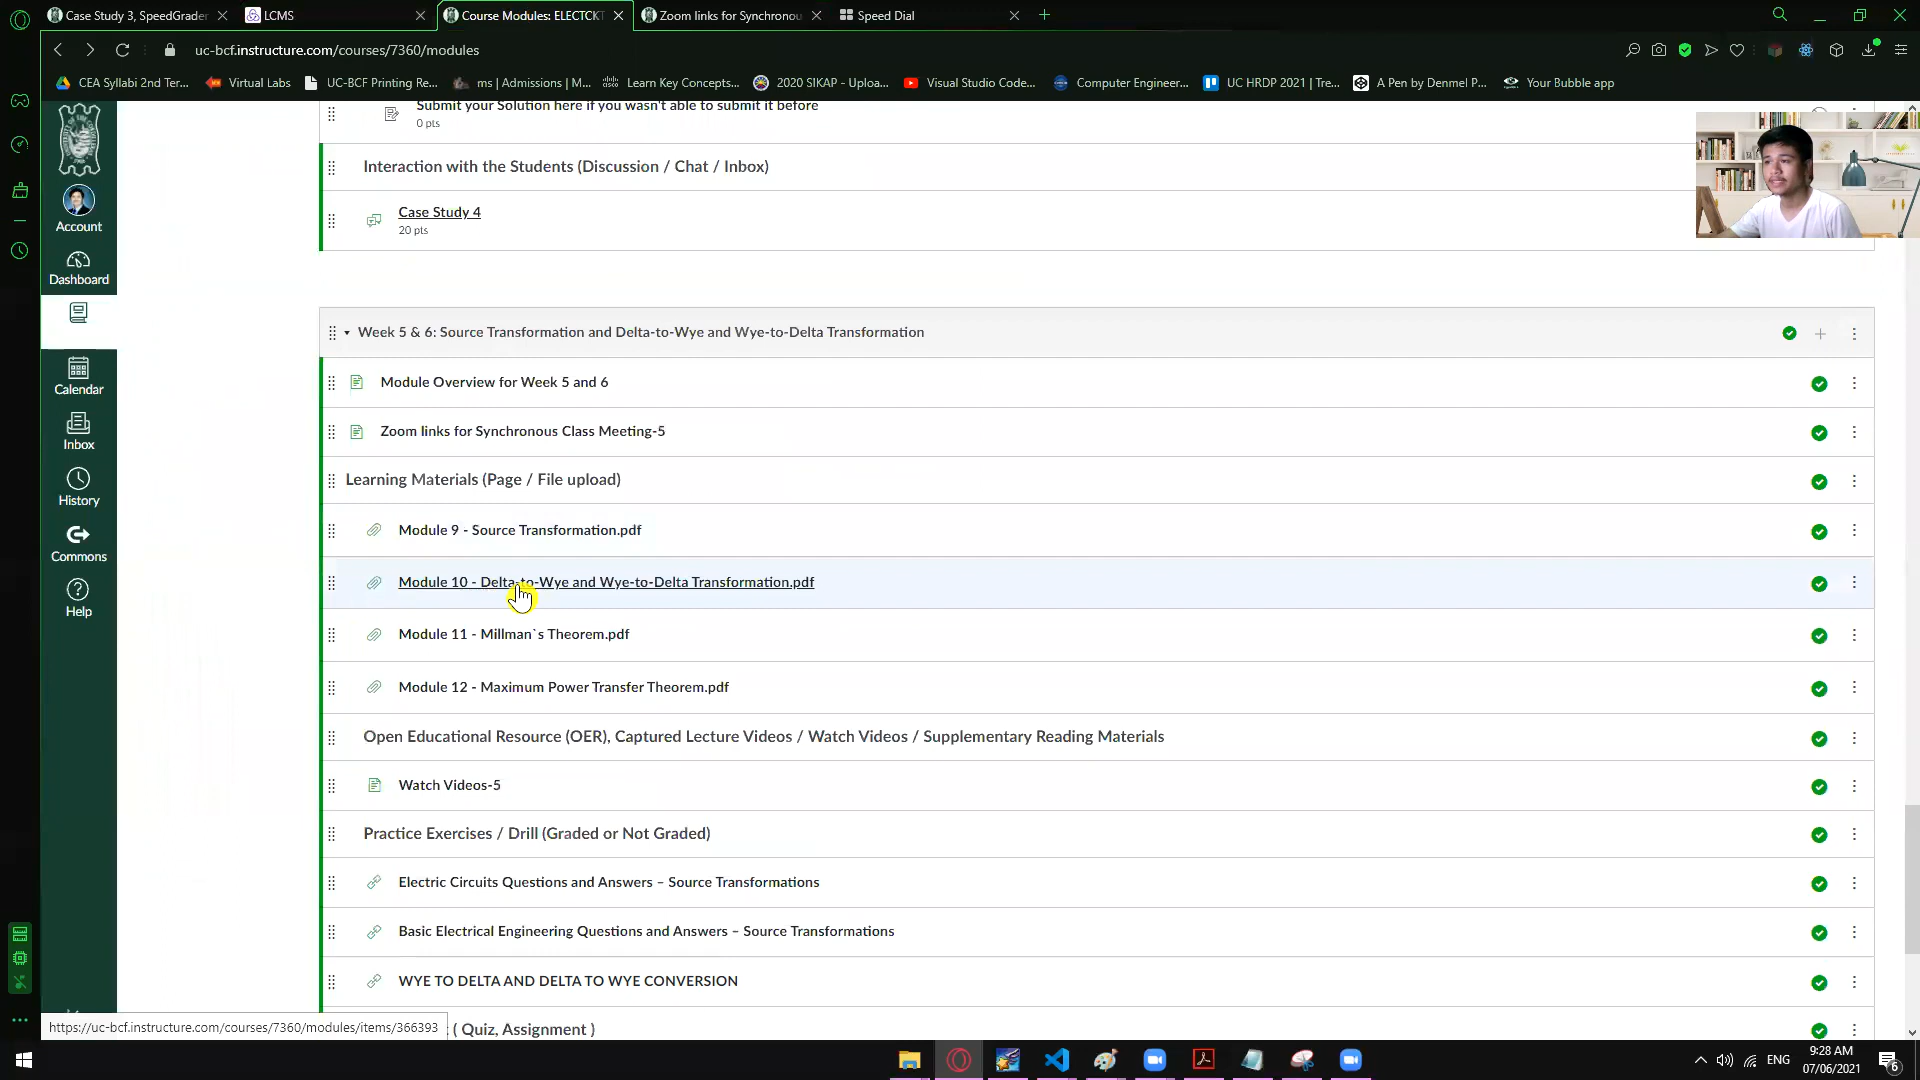 Case Study 3, SpeedGrader
LCMS
Course Modules: ELECTCKT
Zoom links for Synchronou
Speed Dial
uc-bcf.instructure.com/courses/7360/modules
CEA Syllabi 2nd Ter...
Virtual Labs
UC-BCF Printing Re...
ms | Admissions | M...
Learn Key Concepts...
2020 SIKAP - Uploa...
Visual Studio Code...
Computer Engineer...
UC HRDP 2021 | Tre...
A Pen by Denmel P...
Your Bubble app
Submit your Solution here if you wasn't able to submit it before
0 pts
Interaction with the Students (Discussion / Chat / Inbox)
Case Study 4
20 pts
Account
Dashboard
Calendar
Inbox
History
Commons
Help
Week 5 & 6: Source Transformation and Delta-to-Wye and Wye-to-Delta Transformation
Module Overview for Week 5 and 6
Zoom links for Synchronous Class Meeting-5
Learning Materials (Page / File upload)
Module 9 - Source Transformation.pdf
Module 10 - Delta-to-Wye and Wye-to-Delta Transformation.pdf
Module 11 - Millman`s Theorem.pdf
Module 12 - Maximum Power Transfer Theorem.pdf
Open Educational Resource (OER), Captured Lecture Videos / Watch Videos / Supplementary Reading Materials
Watch Videos-5
Practice Exercises / Drill (Graded or Not Graded)
Electric Circuits Questions and Answers – Source Transformations
Basic Electrical Engineering Questions and Answers – Source Transformations
WYE TO DELTA AND DELTA TO WYE CONVERSION
( Quiz, Assignment )
https://uc-bcf.instructure.com/courses/7360/modules/items/366393
ENG
9:28 AM
07/06/2021
6